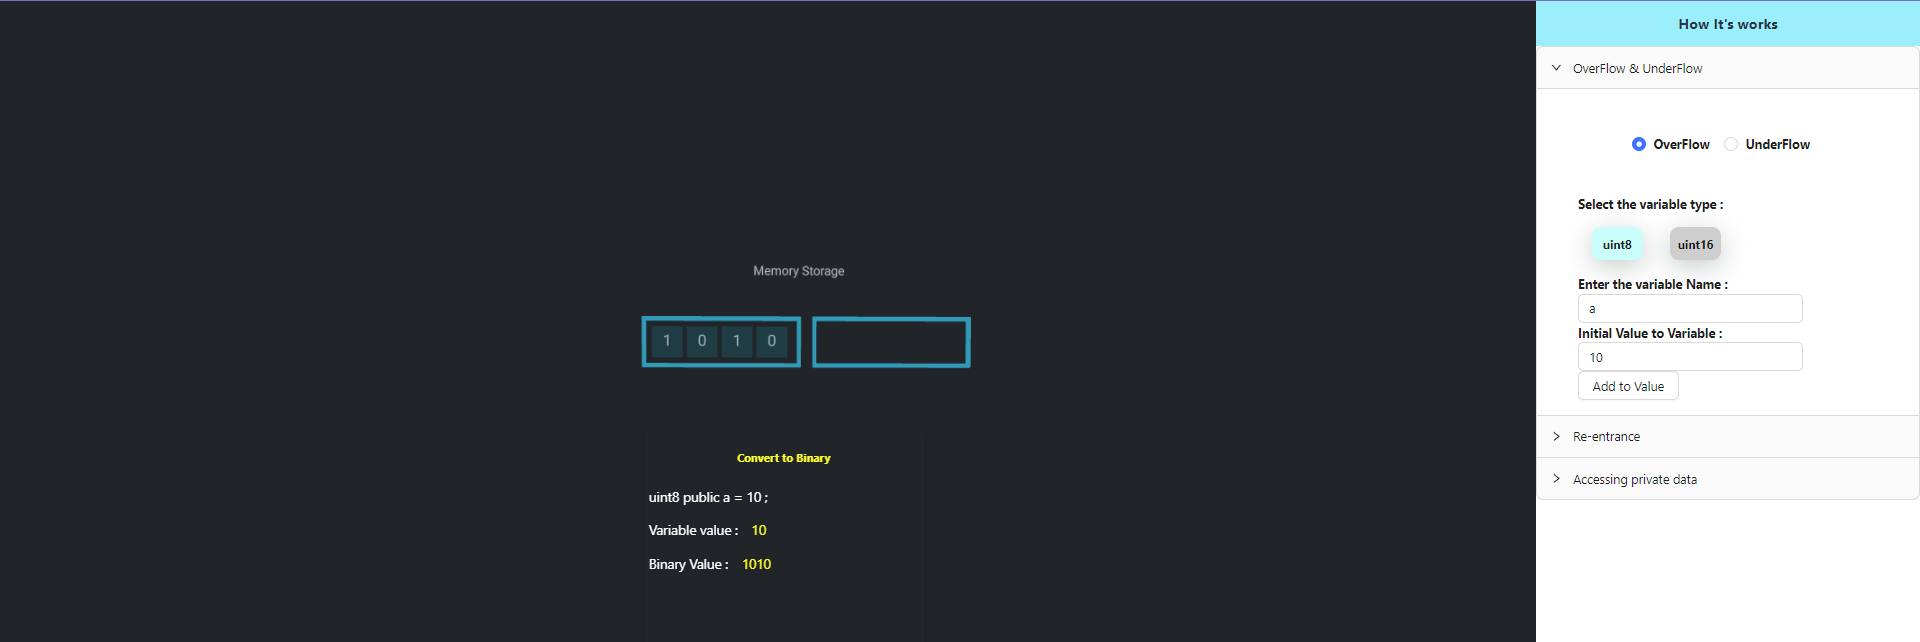 How It's works
OverFlow & UnderFlow
OverFlow UnderFlow
Select the variable type :
uint8 uint16
Enter the variable Name :
a
Initial Value to Variable :
10
Add to Value
Re-entrance
Accessing private data
Memory Storage
1 0 1 0
Convert to Binary
uint8 public a = 10 ;
Variable value : 10
Binary Value : 1010